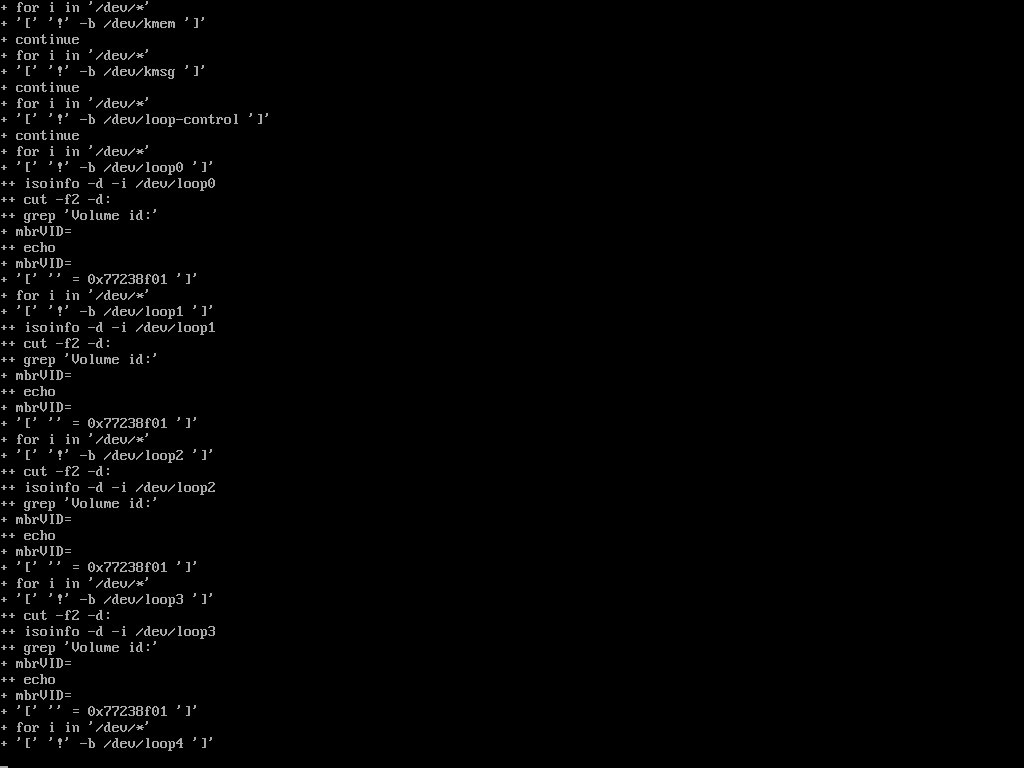 + for i in '/dev/*'
+ '[' '!' -b /dev/kmem ']'
+ continue
+ for i in '/dev/*'
+ '[' '!' -b /dev/kmsg ']'
+ continue
+ for i in '/dev/*'
+ '[' '!' -b /dev/loop-control ']'
+ continue
+ for i in '/dev/*'
+ '[' '!' -b /dev/loop0 ']'
++ isoinfo -d -i /dev/loop0
++ cut -f2 -d:
++ grep 'Volume id:'
+ mbrVID=
++ echo
+ mbrVID=
+ '[' '' = 0x77238f01 ']'
+ for i in '/dev/*'
+ '[' '!' -b /dev/loop1 ']'
++ isoinfo -d -i /dev/loop1
++ cut -f2 -d:
++ grep 'Volume id:'
+ mbrVID=
++ echo
+ mbrVID=
+ '[' '' = 0x77238f01 ']'
+ for i in '/dev/*'
+ '[' '!' -b /dev/loop2 ']'
++ cut -f2 -d:
++ isoinfo -d -i /dev/loop2
++ grep 'Volume id:'
+ mbrVID=
++ echo
+ mbrVID=
+ '[' '' = 0x77238f01 ']'
+ for i in '/dev/*'
+ '[' '!' -b /dev/loop3 ']'
++ cut -f2 -d:
++ isoinfo -d -i /dev/loop3
++ grep 'Volume id:'
+ mbrVID=
++ echo
+ mbrVID=
+ '[' '' = 0x77238f01 ']'
+ for i in '/dev/*'
+ '[' '!' -b /dev/loop4 ']'